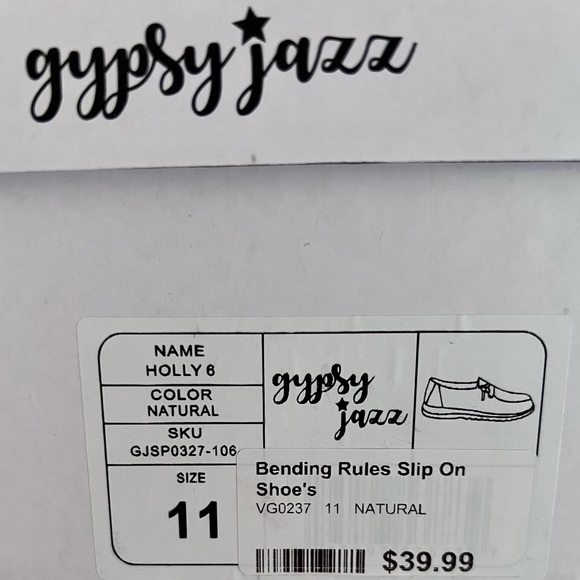 gypsy jazz
NAME
HOLLY 6
COLOR
NATURAL
SKU
GJSP0327-106
SIZE
11
gypsy
jazz
Bending Rules Slip On
Shoe's
VG0237 11 NATURAL
$39.99